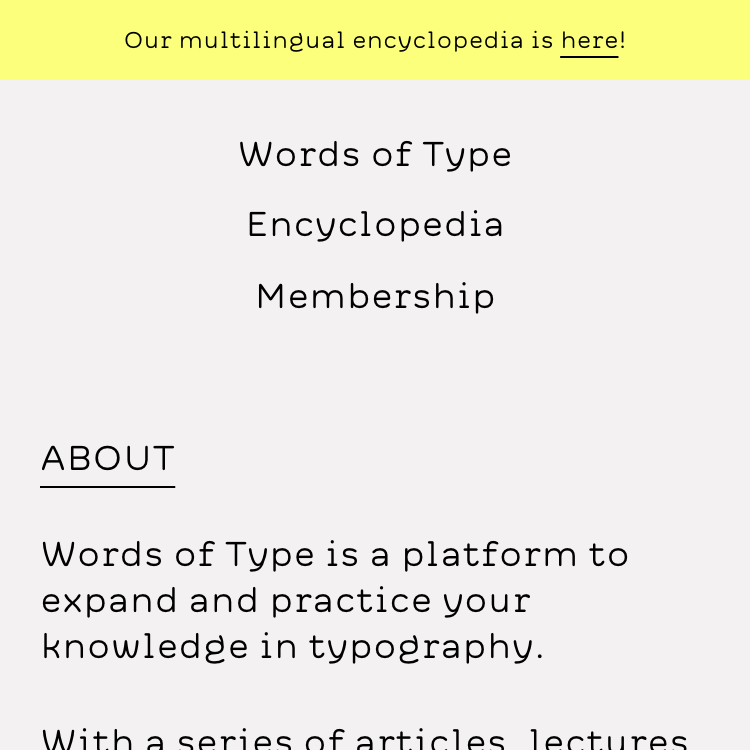 Our multilingual encyclopedia is here!
Words of Type
Encyclopedia
Membership
ABOUT
Words of Type is a platform to
expand and practice your
knowledge in typography.
With a series of articles, lectures